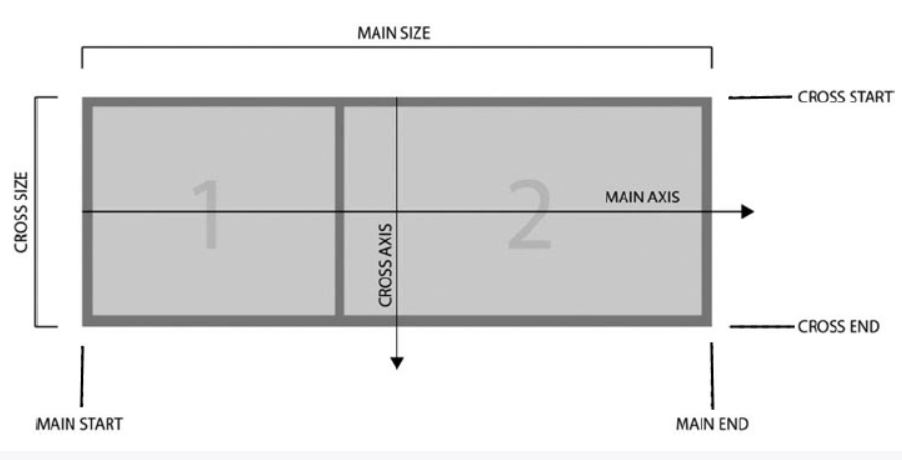 MAIN SIZE
CROSS START
CROSS SIZE
1
2
MAIN AXIS
CROSS AXIS
CROSS END
MAIN START
MAIN END